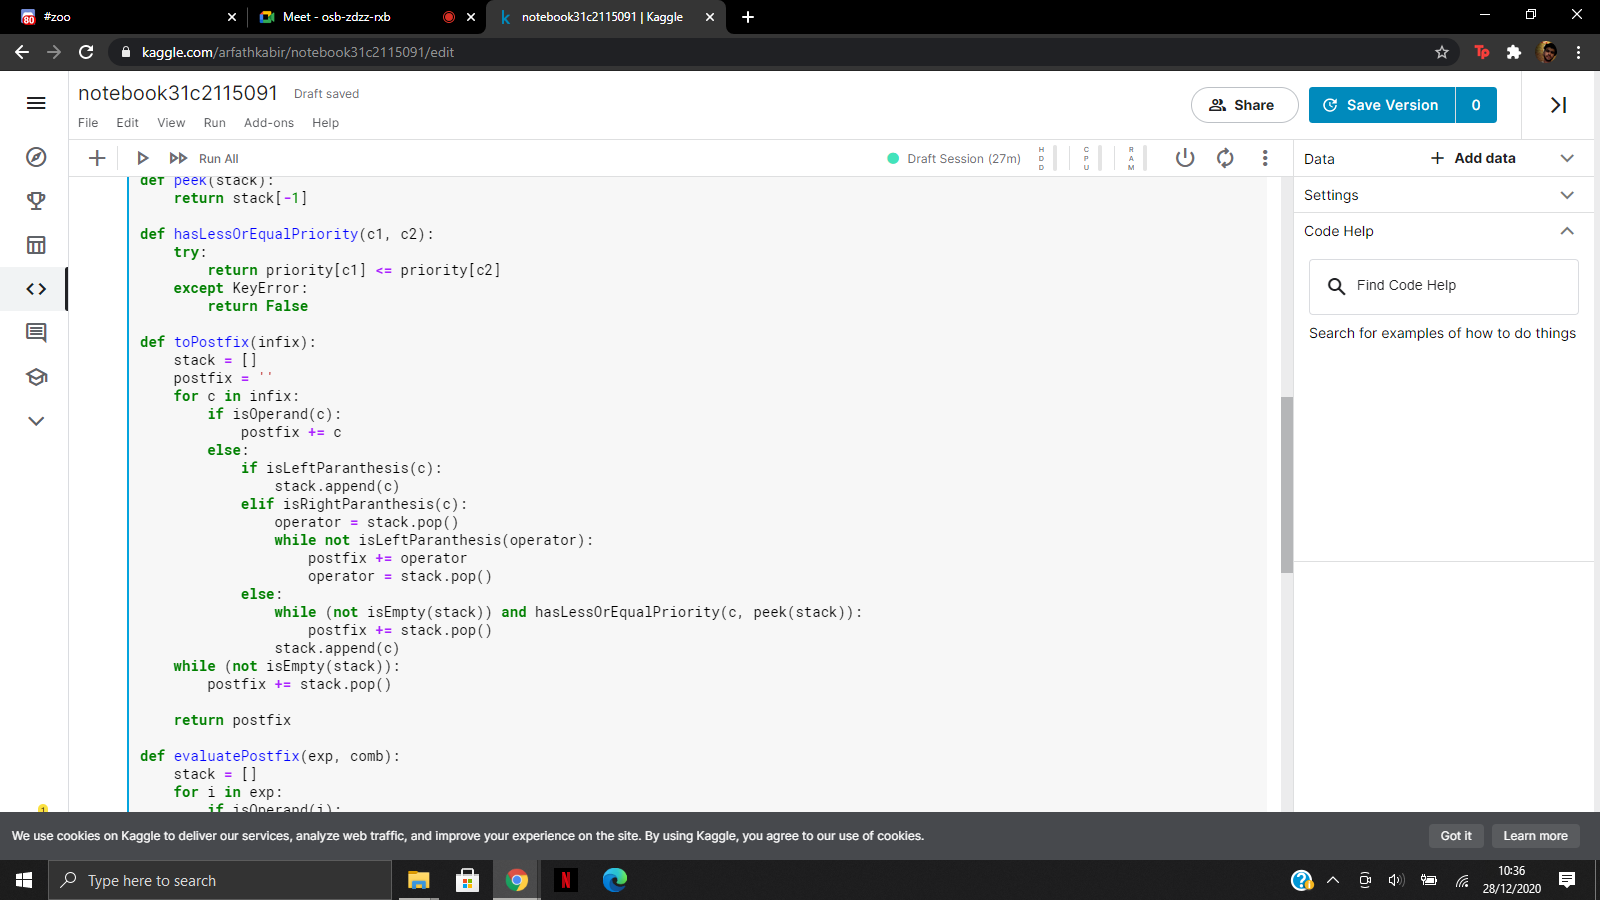 80 #zoo
Meet - osb-zdzz-rxb
notebook31c2115091 | Kaggle
kaggle.com/arfathkabir/notebook31c2115091/edit
notebook31c2115091 Draft saved
File Edit View Run Add-ons Help
Share
Save Version 0
Run All
Draft Session (27m)
HDD
CPU
RAM
Data
+ Add data
Settings
Code Help
Find Code Help
Search for examples of how to do things
def peek(stack):
    return stack[-1]
def hasLessOrEqualPriority(c1, c2):
    try:
        return priority[c1] <= priority[c2]
    except KeyError:
        return False
def toPostfix(infix):
    stack = []
    postfix = ''
    for c in infix:
        if isOperand(c):
            postfix += c
        else:
            if isLeftParanthesis(c):
                stack.append(c)
            elif isRightParanthesis(c):
                operator = stack.pop()
                while not isLeftParanthesis(operator):
                    postfix += operator
                    operator = stack.pop()
            else:
                while (not isEmpty(stack)) and hasLessOrEqualPriority(c, peek(stack)):
                    postfix += stack.pop()
                stack.append(c)
    while (not isEmpty(stack)):
        postfix += stack.pop()
    return postfix
def evaluatePostfix(exp, comb):
    stack = []
    for i in exp:
        if isOperand(i):
1
We use cookies on Kaggle to deliver our services, analyze web traffic, and improve your experience on the site. By using Kaggle, you agree to our use of cookies.
Got it
Learn more
Type here to search
10:36
28/12/2020